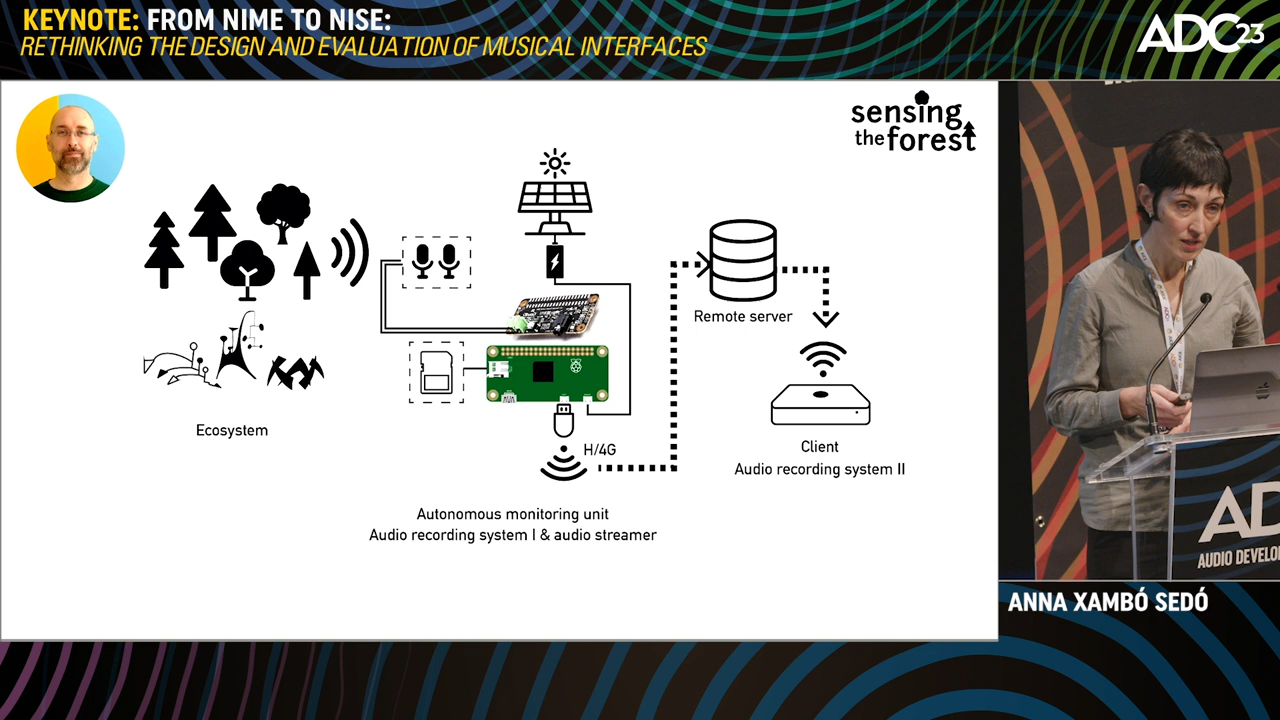 KEYNOTE: FROM NIME TO NISE:
RETHINKING THE DESIGN AND EVALUATION OF MUSICAL INTERFACES
ADC23
sensing
the forest
H/4G
Remote server
Ecosystem
Client
Audio recording system II
Autonomous monitoring unit
Audio recording system I & audio streamer
ADC
AD
AUDIO DEVELO
ANNA XAMBÓ SEDÓ